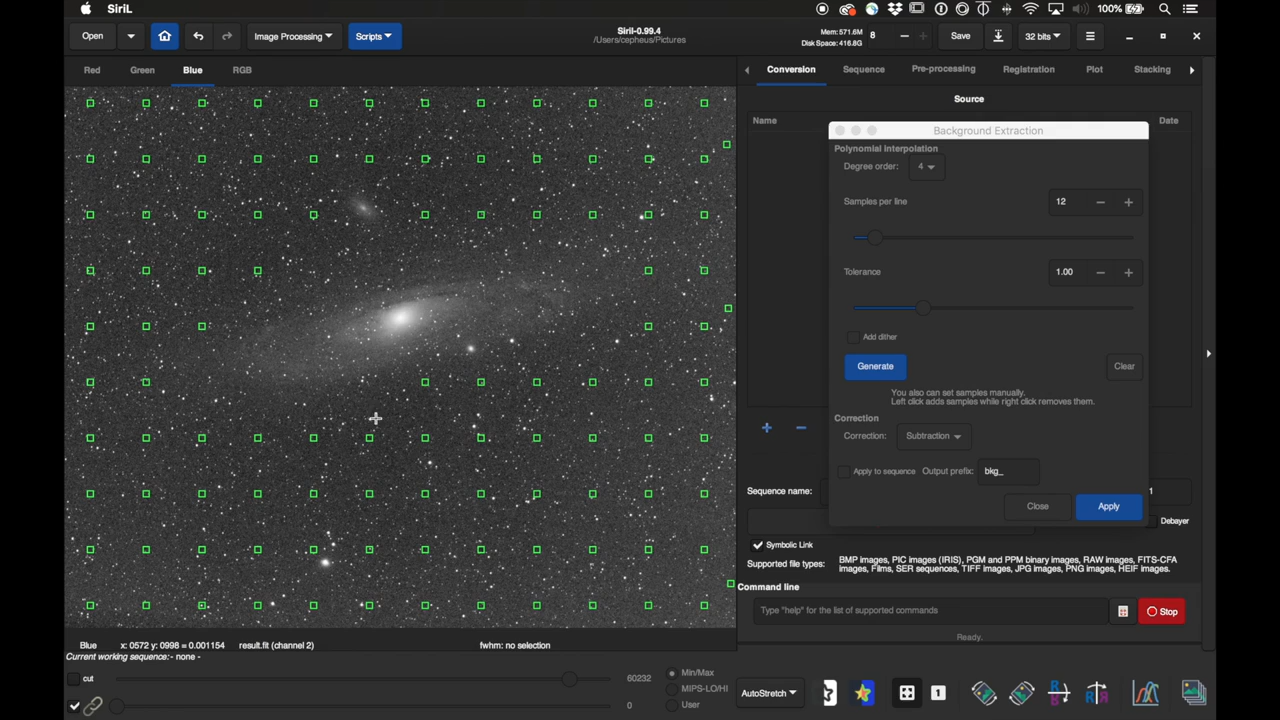 SiriL
100%
Open
Image Processing
Scripts
Siril-0.99.4
/Users/cepheus/Pictures
Mem: 571.6M
Disk Space: 416.8G
8
Save
32 bits
Red
Green
Blue
RGB
Conversion
Sequence
Pre-processing
Registration
Plot
Stacking
Source
Name
Date
Background Extraction
Polynomial Interpolation
Degree order:
4
Samples per line
12
Tolerance
1.00
Add dither
Generate
Clear
You also can set samples manually.
Left click adds samples while right click removes them.
Correction
Correction:
Subtraction
Apply to sequence
Output prefix:
bkg_
Sequence name:
1
Close
Apply
Debayer
Symbolic Link
Supported file types:
BMP images, PIC images (IRIS), PGM and PPM binary images, RAW images, FITS-CFA
images, Films, SER sequences, TIFF images, JPG images, PNG images, HEIF images.
Command line
Type "help" for the list of supported commands
Stop
Ready.
Blue
x: 0572 y: 0998 = 0.001154
result.fit (channel 2)
fwhm: no selection
Current working sequence: - none -
cut
60232
0
Min/Max
MIPS-LO/HI
User
AutoStretch
1
R
R
R
R